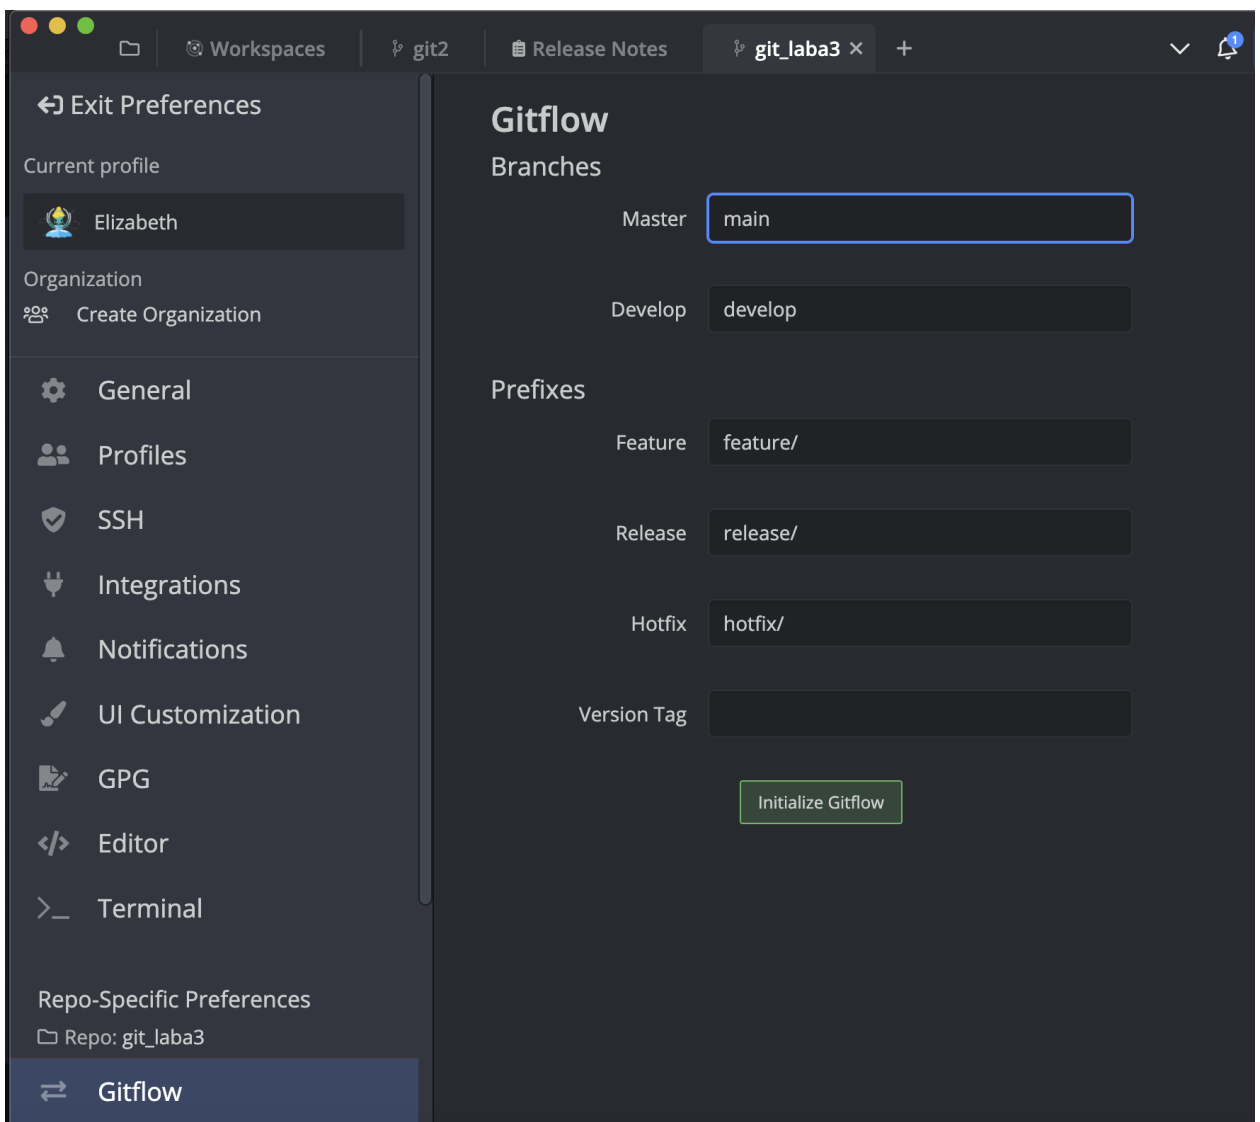 Workspaces
git2
Release Notes
git_laba3
1
Exit Preferences
Current profile
Elizabeth
Organization
Create Organization
General
Profiles
SSH
Integrations
Notifications
UI Customization
GPG
Editor
Terminal
Repo-Specific Preferences
Repo: git_laba3
Gitflow
Gitflow
Branches
Master main
Develop develop
Prefixes
Feature feature/
Release release/
Hotfix hotfix/
Version Tag
Initialize Gitflow